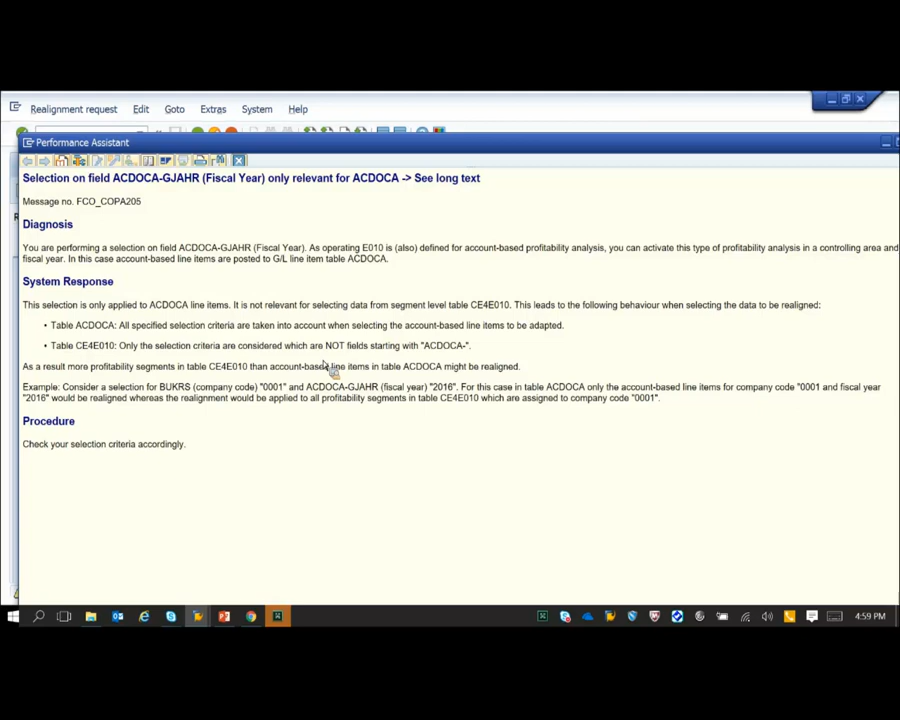 Realignment request Edit Goto Extras System Help
Performance Assistant
Selection on field ACDOCA-GJAHR (Fiscal Year) only relevant for ACDOCA -> See long text
Message no. FCO_COPA205
Diagnosis
You are performing a selection on field ACDOCA-GJAHR (Fiscal Year). As operating E010 is (also) defined for account-based profitability analysis, you can activate this type of profitability analysis in a controlling area and
fiscal year. In this case account-based line items are posted to G/L line item table ACDOCA.
System Response
This selection is only applied to ACDOCA line items. It is not relevant for selecting data from segment level table CE4E010. This leads to the following behaviour when selecting the data to be realigned:
• Table ACDOCA: All specified selection criteria are taken into account when selecting the account-based line items to be adapted.
• Table CE4E010: Only the selection criteria are considered which are NOT fields starting with "ACDOCA-".
As a result more profitability segments in table CE4E010 than account-based line items in table ACDOCA might be realigned.
Example: Consider a selection for BUKRS (company code) "0001" and ACDOCA-GJAHR (fiscal year) "2016". For this case in table ACDOCA only the account-based line items for company code "0001 and fiscal year
"2016" would be realigned whereas the realignment would be applied to all profitability segments in table CE4E010 which are assigned to company code "0001".
Procedure
Check your selection criteria accordingly.
4:59 PM